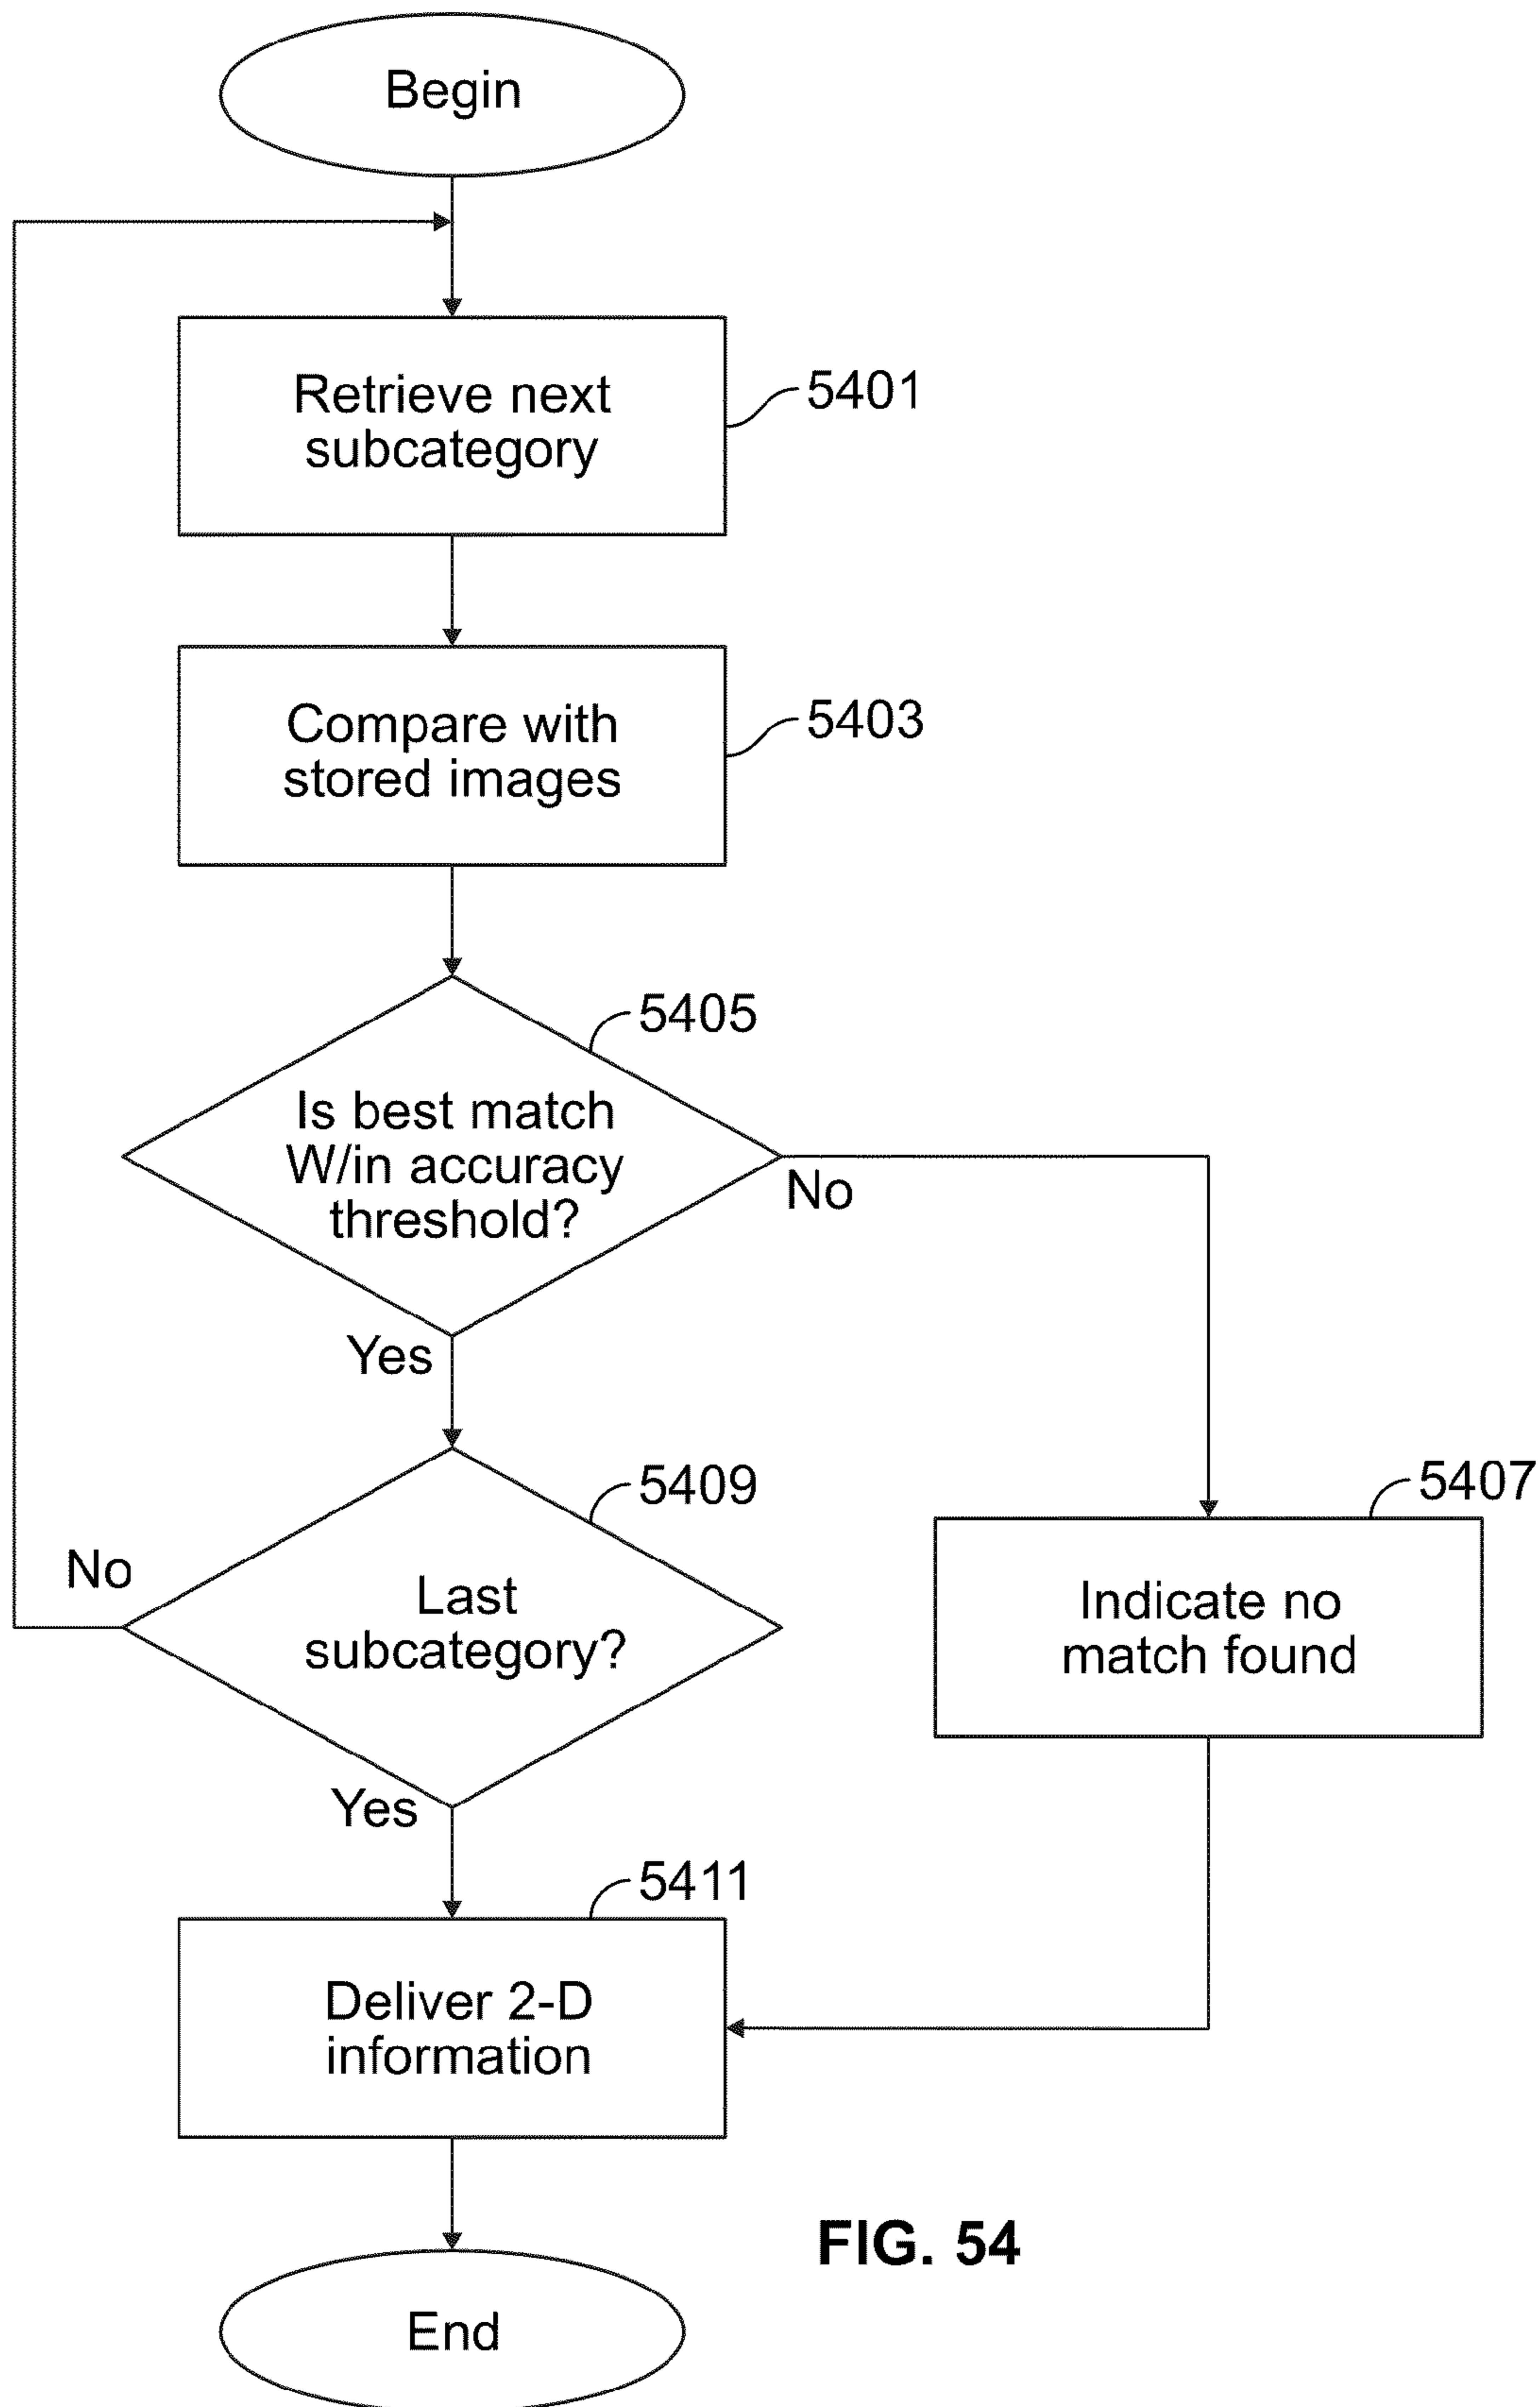 Begin
Retrieve next
subcategory
5401
Compare with
stored images
5403
5405
Is best match
W/in accuracy
threshold?
No
Yes
5409
5407
No
Last
subcategory?
Indicate no
match found
Yes
5411
Deliver 2-D
information
FIG. 54
End